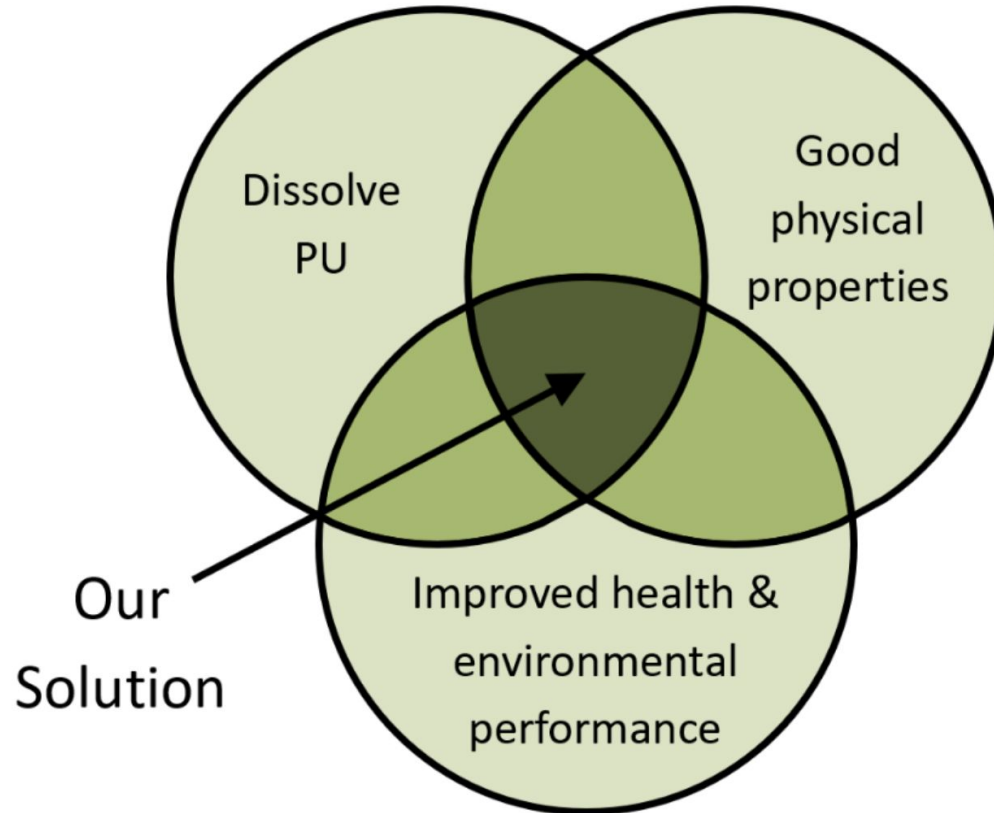 Dissolve
PU
Good
physical
properties
Our
Solution
Improved health &
environmental
performance